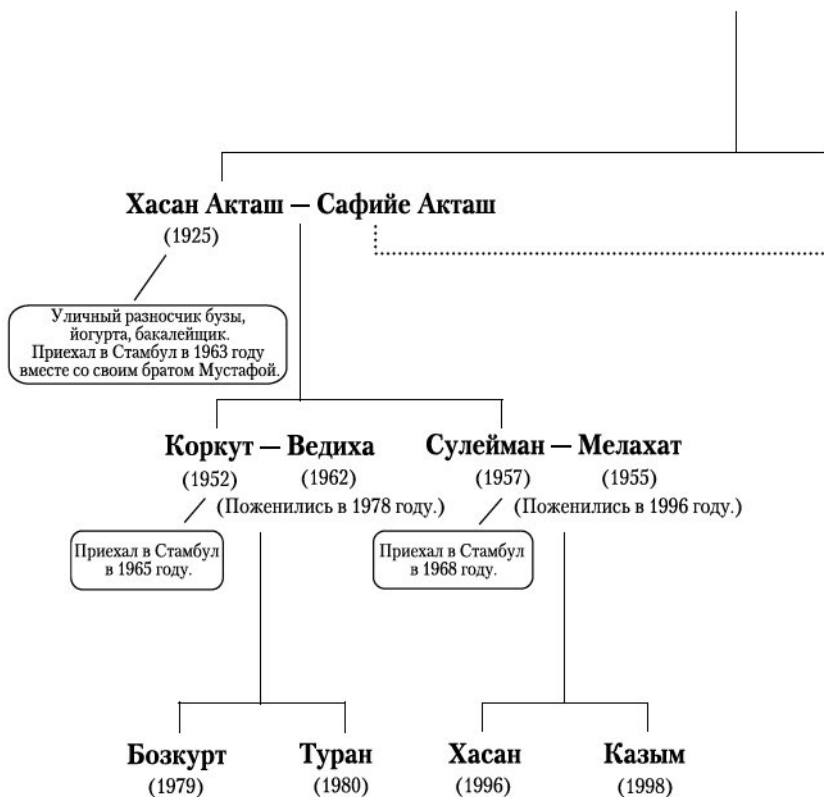 Хасан Акташ — Сафийе Акташ
(1925)
Уличный разносчик бузы,
йогурта, бакалейщик.
Приехал в Стамбул в 1963 году
вместе со своим братом Мустафой.
Коркут — Ведиха
(1952) (1962)
(Поженились в 1978 году.)
Приехал в Стамбул
в 1965 году.
Сулейман — Мелахат
(1957) (1955)
(Поженились в 1996 году.)
Приехал в Стамбул
в 1968 году.
Бозкурт
(1979)
Туран
(1980)
Хасан
(1996)
Казым
(1998)